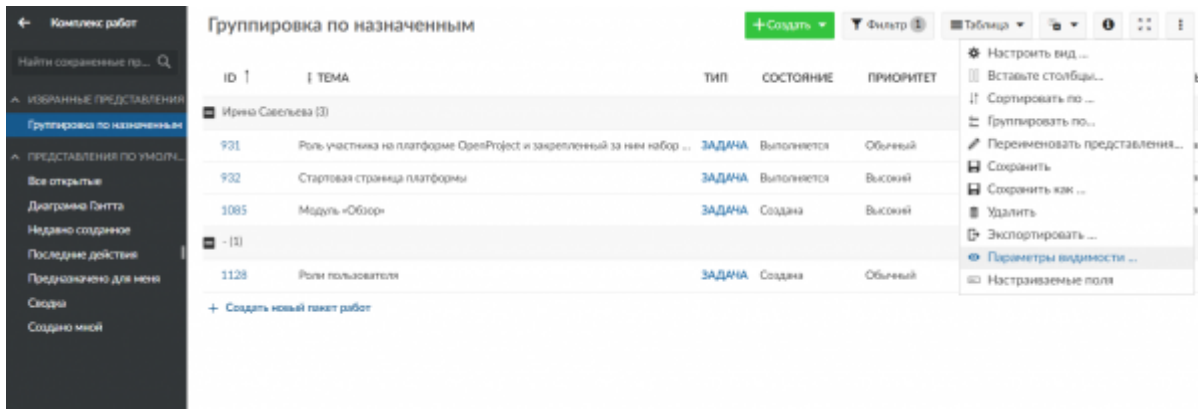 Комплекс работ
Группировка по назначенным
+ Создать
Фильтр 1
Таблица
Найти сохраненные пр...
ИЗБРАННЫЕ ПРЕДСТАВЛЕНИЯ
Группировка по назначенным
ПРЕДСТАВЛЕНИЯ ПО УМОЛЧ...
Все открытые
Диаграмма Гантта
Недавно созданное
Последние действия
Предназначено для меня
Сводка
Создано мной
ID ТЕМА ТИП СОСТОЯНИЕ ПРИОРИТЕТ
Ирина Савельева (3)
931 Роль участника на платформе OpenProject и закрепленный за ним набор ... ЗАДАЧА Выполняется Обычный
932 Стартовая страница платформы ЗАДАЧА Выполняется Высокий
1085 Модуль «Обзор» ЗАДАЧА Создана Высокий
- (1)
1128 Роли пользователя ЗАДАЧА Создана Обычный
+ Создать новый пакет работ
Настроить вид ...
Вставьте столбцы...
Сортировать по ...
Группировать по...
Переименовать представления...
Сохранить
Сохранить как ...
Удалить
Экспортировать ...
Параметры видимости ...
Настраиваемые поля